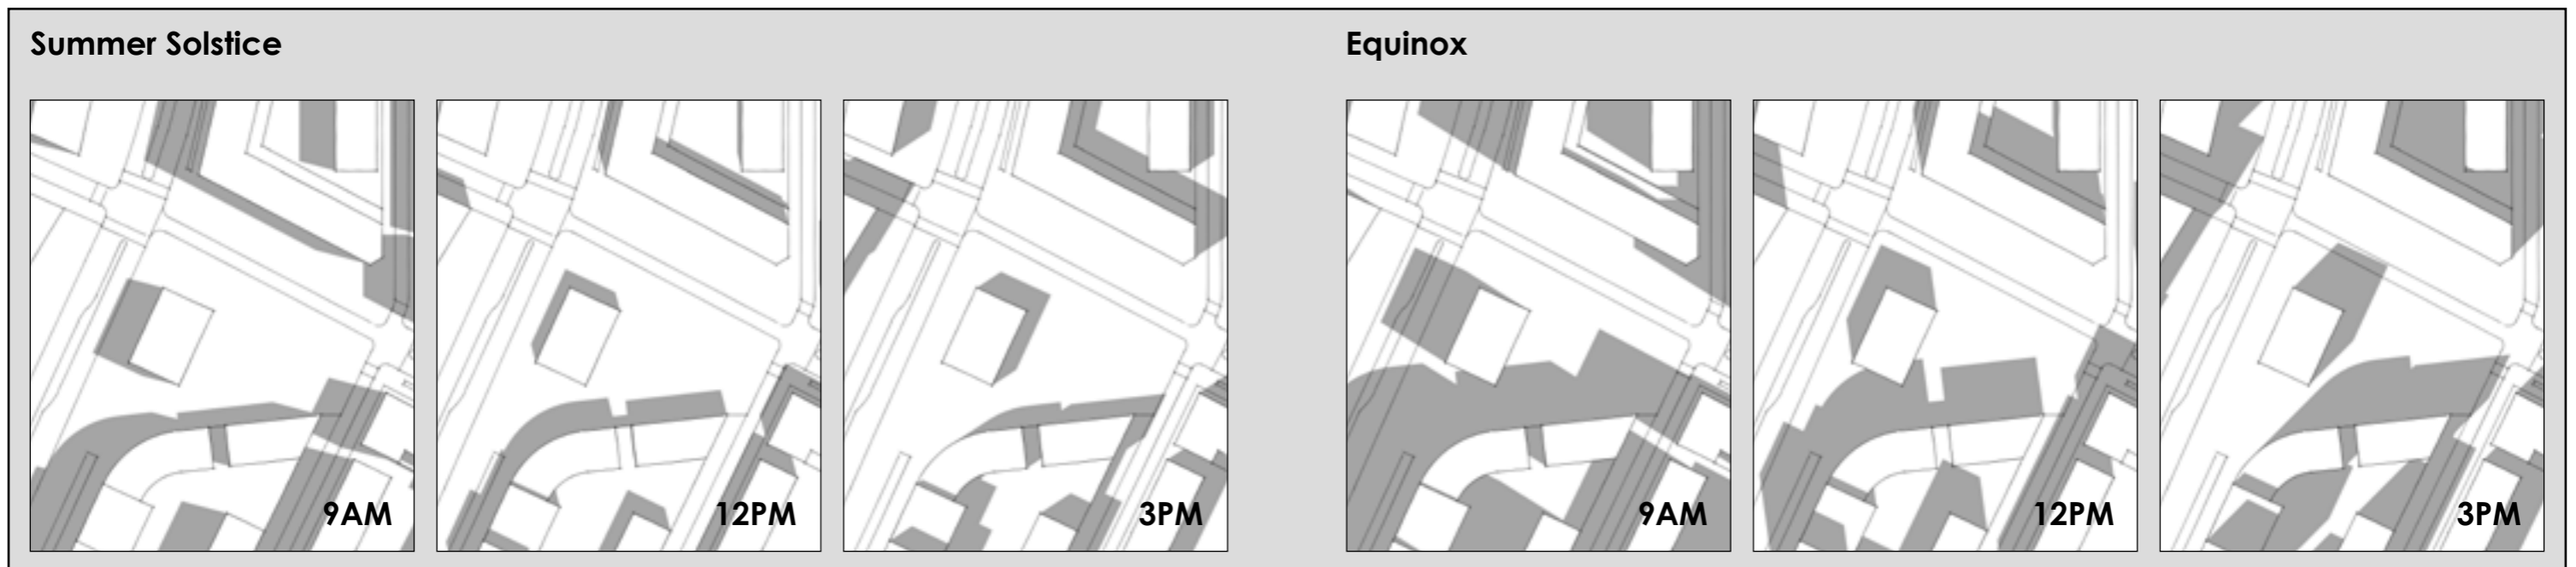 Summer Solstice
Equinox
9AM
12PM
3PM
9AM
12PM
3PM